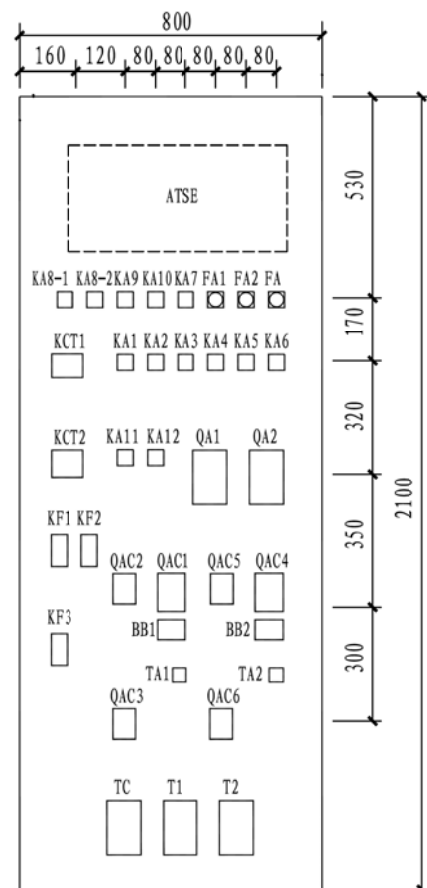 800
160 120 80 80 80 80 80
530
ATSE
KA8-1 KA8-2 KA9 KA10 KA7 FA1 FA2 FA
170
KCT1 KA1 KA2 KA3 KA4 KA5 KA6
320
KCT2 KA11 KA12 QA1 QA2
2100
350
KF1 KF2
QAC2 QAC1 QAC5 QAC4
KF3 BB1 BB2
300
TA1 TA2
QAC3 QAC6
TC T1 T2